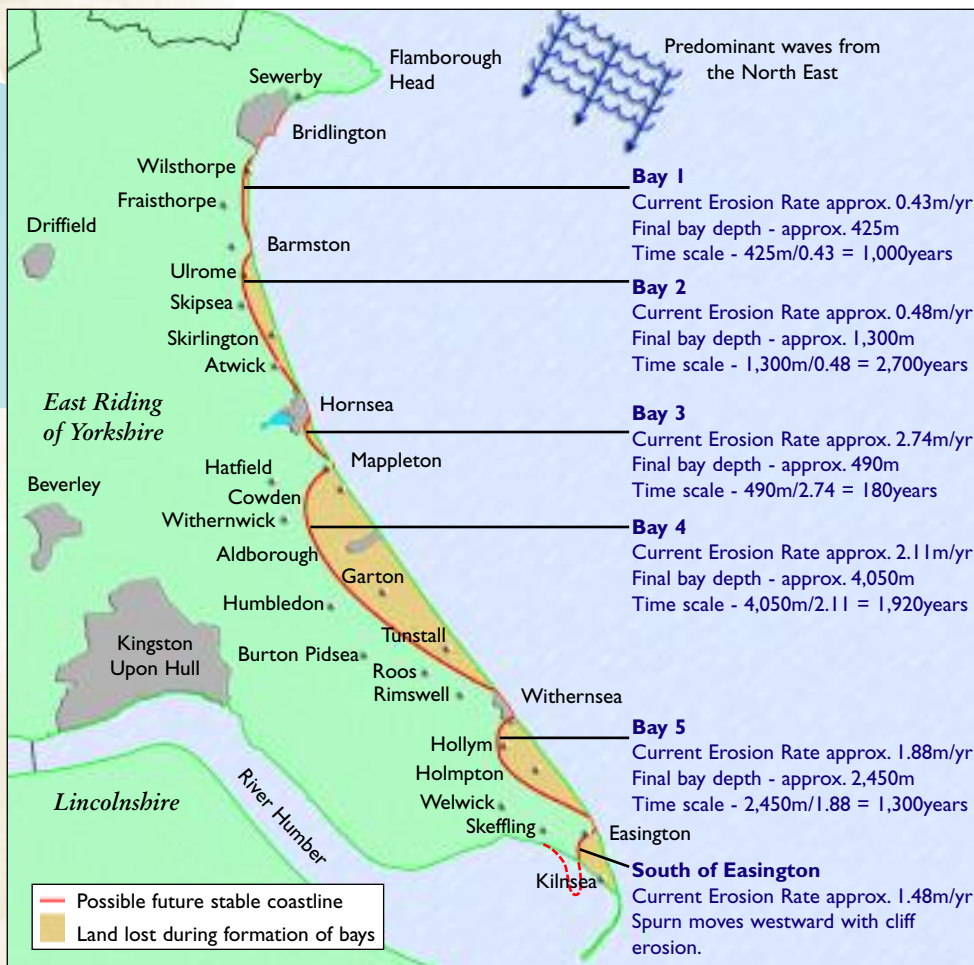 Flamborough
Head
Predominant waves from
the North East
Sewerby
Bridlington
Wilsthorpe
Fraisthorpe
Driffield
Barmston
Ulrome
Skipsea
Skirlington
Atwick
East Riding
of Yorkshire
Hornsea
Mappleton
Hatfield
Cowden
Beverley
Withernwick
Aldborough
Garton
Humbledon
Tunstall
Kingston
Upon Hull
Burton Pidsea
Roos
Rimswell
Withernsea
Hollym
Holmpton
Welwick
Skeffling
Easington
Kilnsea
River Humber
Lincolnshire
Bay 1
Current Erosion Rate approx. 0.43m/yr
Final bay depth - approx. 425m
Time scale - 425m/0.43 = 1,000years
Bay 2
Current Erosion Rate approx. 0.48m/yr
Final bay depth - approx. 1,300m
Time scale - 1,300m/0.48 = 2,700years
Bay 3
Current Erosion Rate approx. 2.74m/yr
Final bay depth - approx. 490m
Time scale - 490m/2.74 = 180years
Bay 4
Current Erosion Rate approx. 2.11m/yr
Final bay depth - approx. 4,050m
Time scale - 4,050m/2.11 = 1,920years
Bay 5
Current Erosion Rate approx. 1.88m/yr
Final bay depth - approx. 2,450m
Time scale - 2,450m/1.88 = 1,300years
South of Easington
Current Erosion Rate approx. 1.48m/yr
Spurn moves westward with cliff
erosion.
Possible future stable coastline
Land lost during formation of bays